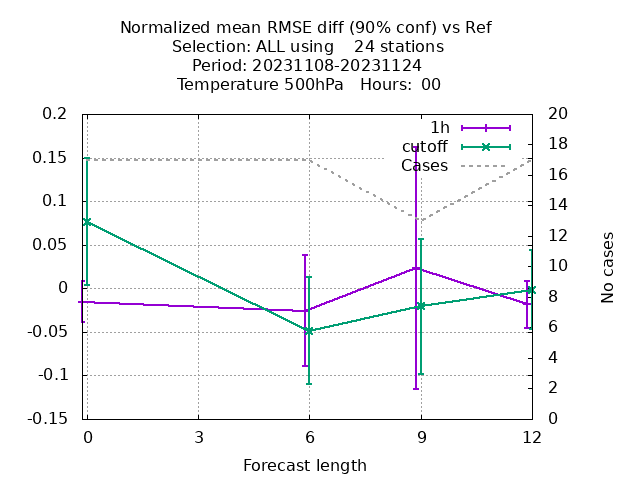 Normalized mean RMSE diff (90% conf) vs Ref
Selection: ALL using    24 stations
Period: 20231108-20231124
Temperature 500hPa   Hours:  00
1h
cutoff
Cases
0.2
0.15
0.1
0.05
0
-0.05
-0.1
-0.15
20
18
16
14
12
10
8
6
4
2
0
No cases
0 3 6 9 12
Forecast length